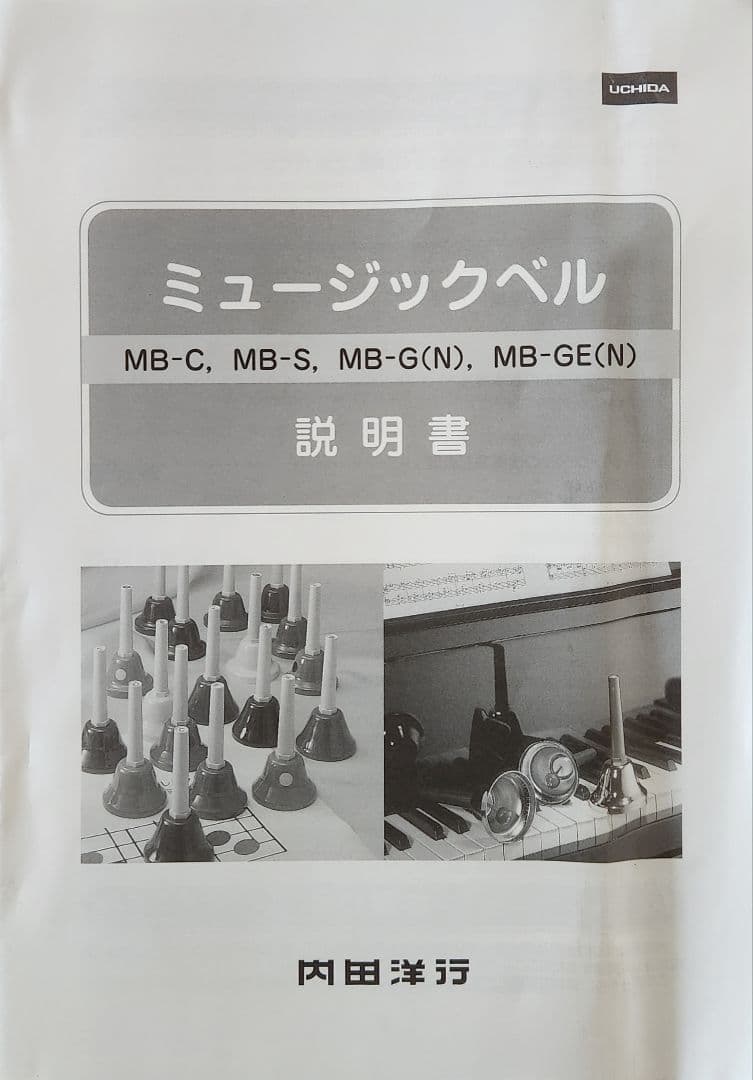 UCHIDA
ミュージックベル
MB-C, MB-S, MB-G(N), MB-GE(N)
説明書
内田洋行